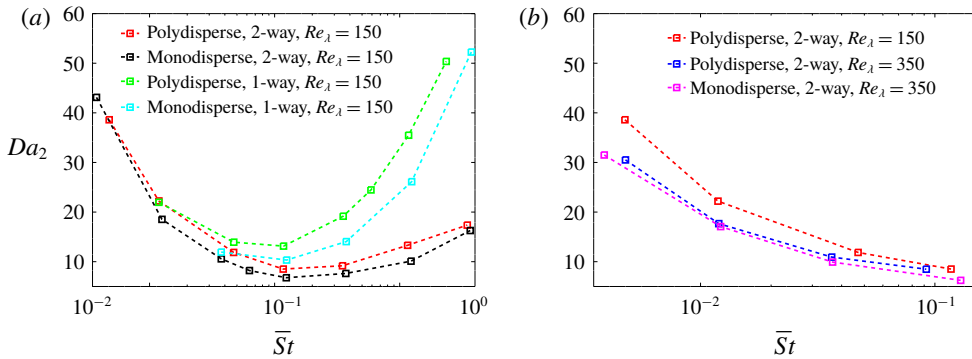 (a)
60
50
40
30
20
10
Da₂
Polydisperse, 2-way, Reλ = 150
Monodisperse, 2-way, Reλ = 150
Polydisperse, 1-way, Reλ = 150
Monodisperse, 1-way, Reλ = 150
10⁻² 10⁻¹ 10⁰
S̅t̅
(b)
60
50
40
30
20
10
Polydisperse, 2-way, Reλ = 150
Polydisperse, 2-way, Reλ = 350
Monodisperse, 2-way, Reλ = 350
10⁻² 10⁻¹
S̅t̅